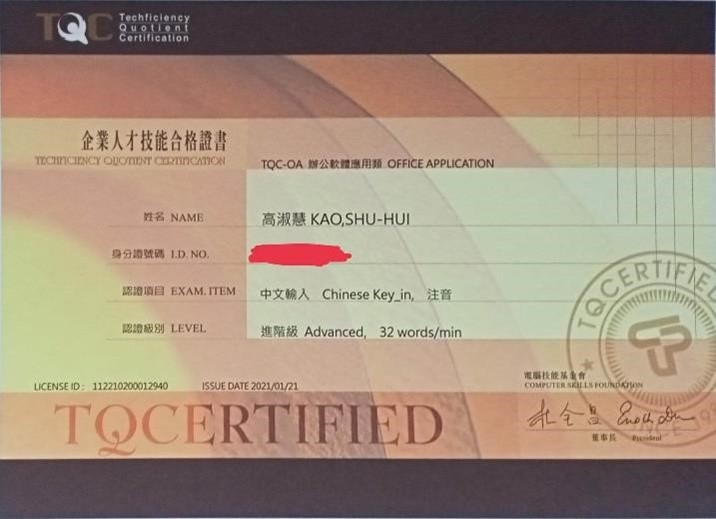 TQC Techficiency
Quotient
Certification
企業人才技能合格證書
TECHFICIENCY QUOTIENT CERTIFICATION
TQC-OA 辦公軟體應用類 OFFICE APPLICATION
姓名 NAME 高淑慧 KAO,SHU-HUI
身分證號碼 I.D. NO.
認證項目 EXAM. ITEM 中文輸入 Chinese Key_in, 注音
認證級別 LEVEL 進階級 Advanced, 32 words/min
TQCERTIFIED
LICENSE ID : 112210200012940 ISSUE DATE 2021/01/21
電腦技能基金會
COMPUTER SKILLS FOUNDATION
TQCERTIFIED
董事長 President